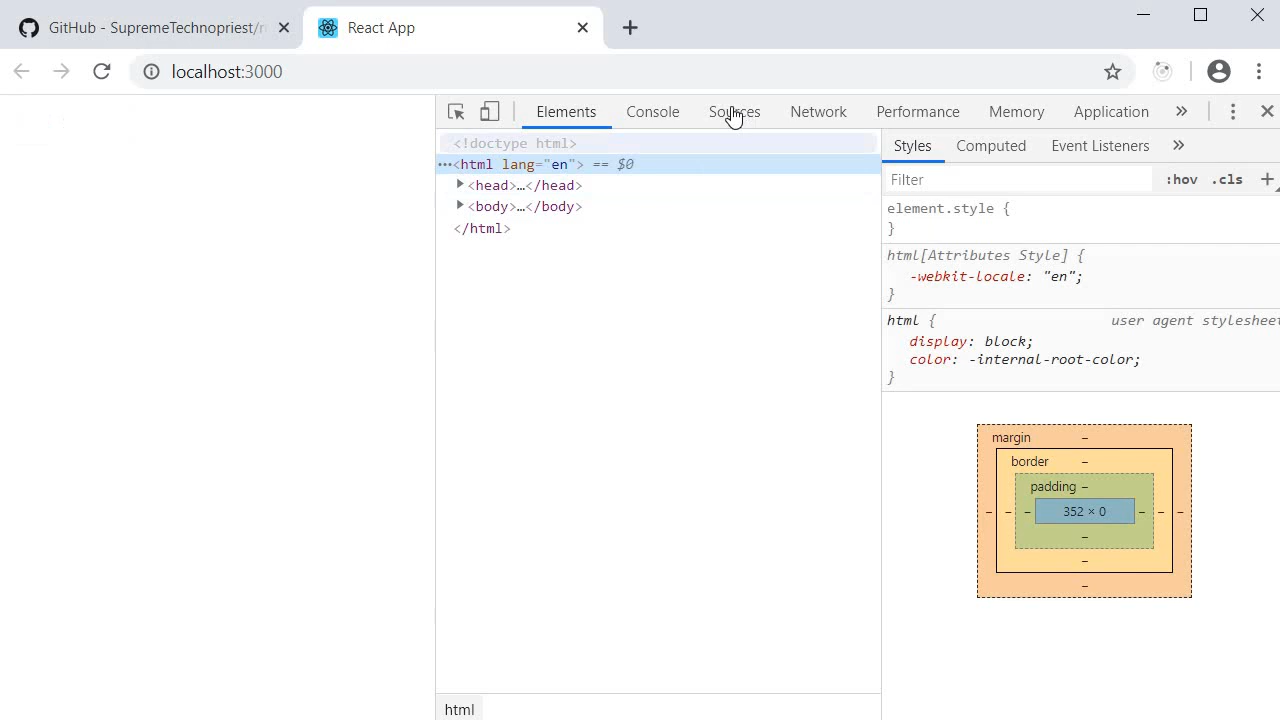 GitHub - SupremeTechnopriest/r
React App
localhost:3000
Elements Console Sources Network Performance Memory Application »
<!doctype html>
•••<html lang="en"> == $0
<head>…</head>
<body>…</body>
</html>
html
Styles Computed Event Listeners »
Filter :hov .cls +
element.style {
}
html[Attributes Style] {
-webkit-locale: "en";
}
html { user agent stylesheet
display: block;
color: -internal-root-color;
}
margin –
border –
padding –
– – – 352 × 0 – – –
–
–
–